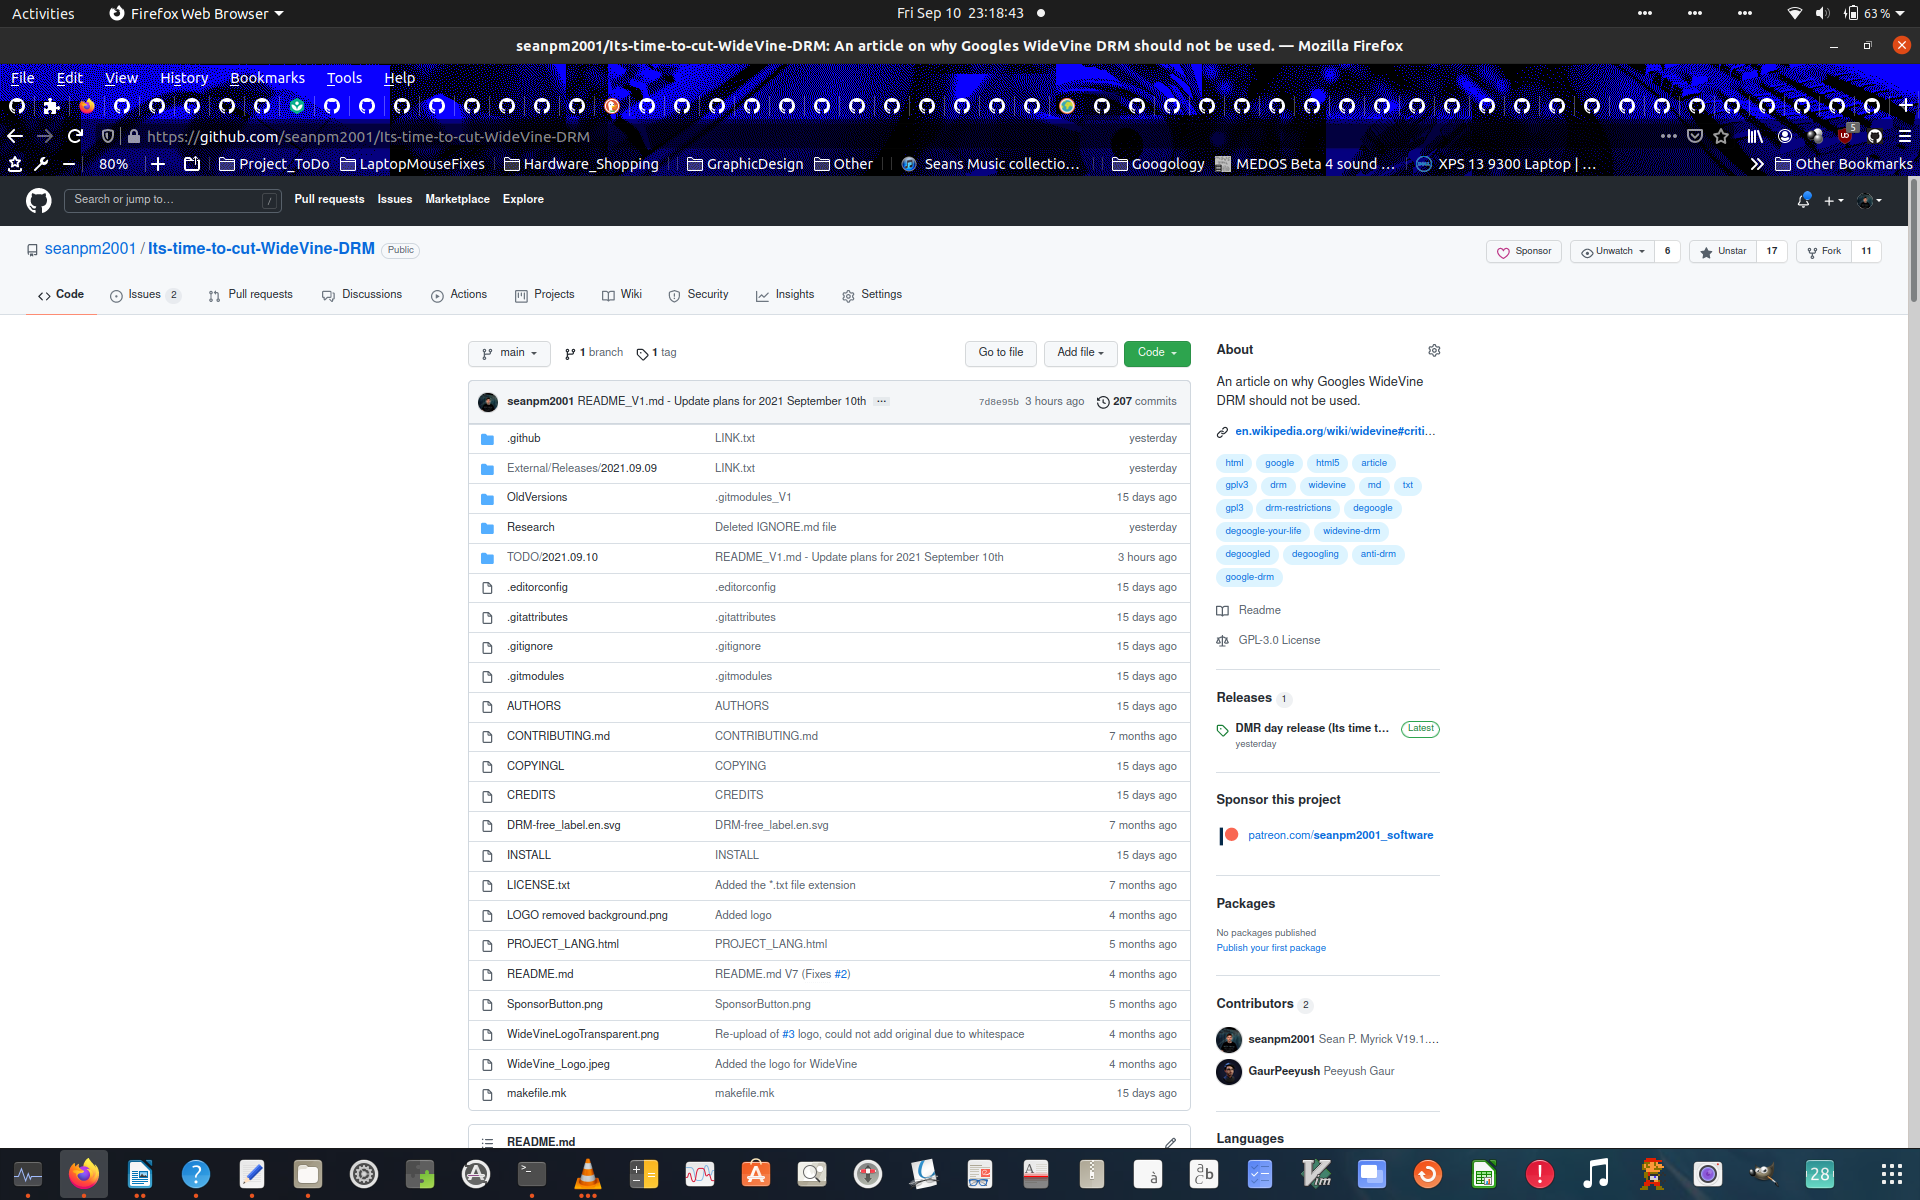 Activities Firefox Web Browser Fri Sep 10 23:18:43 63 %
seanpm2001/Its-time-to-cut-WideVine-DRM: An article on why Googles WideVine DRM should not be used. — Mozilla Firefox
File Edit View History Bookmarks Tools Help
https://github.com/seanpm2001/Its-time-to-cut-WideVine-DRM 5
80% Project_ToDo LaptopMouseFixes Hardware_Shopping GraphicDesign Other Seans Music collectio… Googology MEDOS Beta 4 sound … XPS 13 9300 Laptop | … Other Bookmarks
Search or jump to… / Pull requests Issues Marketplace Explore
seanpm2001 / Its-time-to-cut-WideVine-DRM Public Sponsor Unwatch 6 Unstar 17 Fork 11
Code Issues 2 Pull requests Discussions Actions Projects Wiki Security Insights Settings
main 1 branch 1 tag Go to file Add file Code
seanpm2001 README_V1.md - Update plans for 2021 September 10th ... 7d8e95b 3 hours ago 207 commits
.github LINK.txt yesterday
External/Releases/2021.09.09 LINK.txt yesterday
OldVersions .gitmodules_V1 15 days ago
Research Deleted IGNORE.md file yesterday
TODO/2021.09.10 README_V1.md - Update plans for 2021 September 10th 3 hours ago
.editorconfig .editorconfig 15 days ago
.gitattributes .gitattributes 15 days ago
.gitignore .gitignore 15 days ago
.gitmodules .gitmodules 15 days ago
AUTHORS AUTHORS 15 days ago
CONTRIBUTING.md CONTRIBUTING.md 7 months ago
COPYINGL COPYING 15 days ago
CREDITS CREDITS 15 days ago
DRM-free_label.en.svg DRM-free_label.en.svg 7 months ago
INSTALL INSTALL 15 days ago
LICENSE.txt Added the *.txt file extension 7 months ago
LOGO removed background.png Added logo 4 months ago
PROJECT_LANG.html PROJECT_LANG.html 5 months ago
README.md README.md V7 (Fixes #2) 4 months ago
SponsorButton.png SponsorButton.png 5 months ago
WideVineLogoTransparent.png Re-upload of #3 logo, could not add original due to whitespace 4 months ago
WideVine_Logo.jpeg Added the logo for WideVine 4 months ago
makefile.mk makefile.mk 15 days ago
README.md
About
An article on why Googles WideVine
DRM should not be used.
en.wikipedia.org/wiki/widevine#criti…
html google html5 article
gplv3 drm widevine md txt
gpl3 drm-restrictions degoogle
degoogle-your-life widevine-drm
degoogled degoogling anti-drm
google-drm
Readme
GPL-3.0 License
Releases 1
DMR day release (Its time t… Latest
yesterday
Sponsor this project
patreon.com/seanpm2001_software
Packages
No packages published
Publish your first package
Contributors 2
seanpm2001 Sean P. Myrick V19.1.…
GaurPeeyush Peeyush Gaur
Languages
28